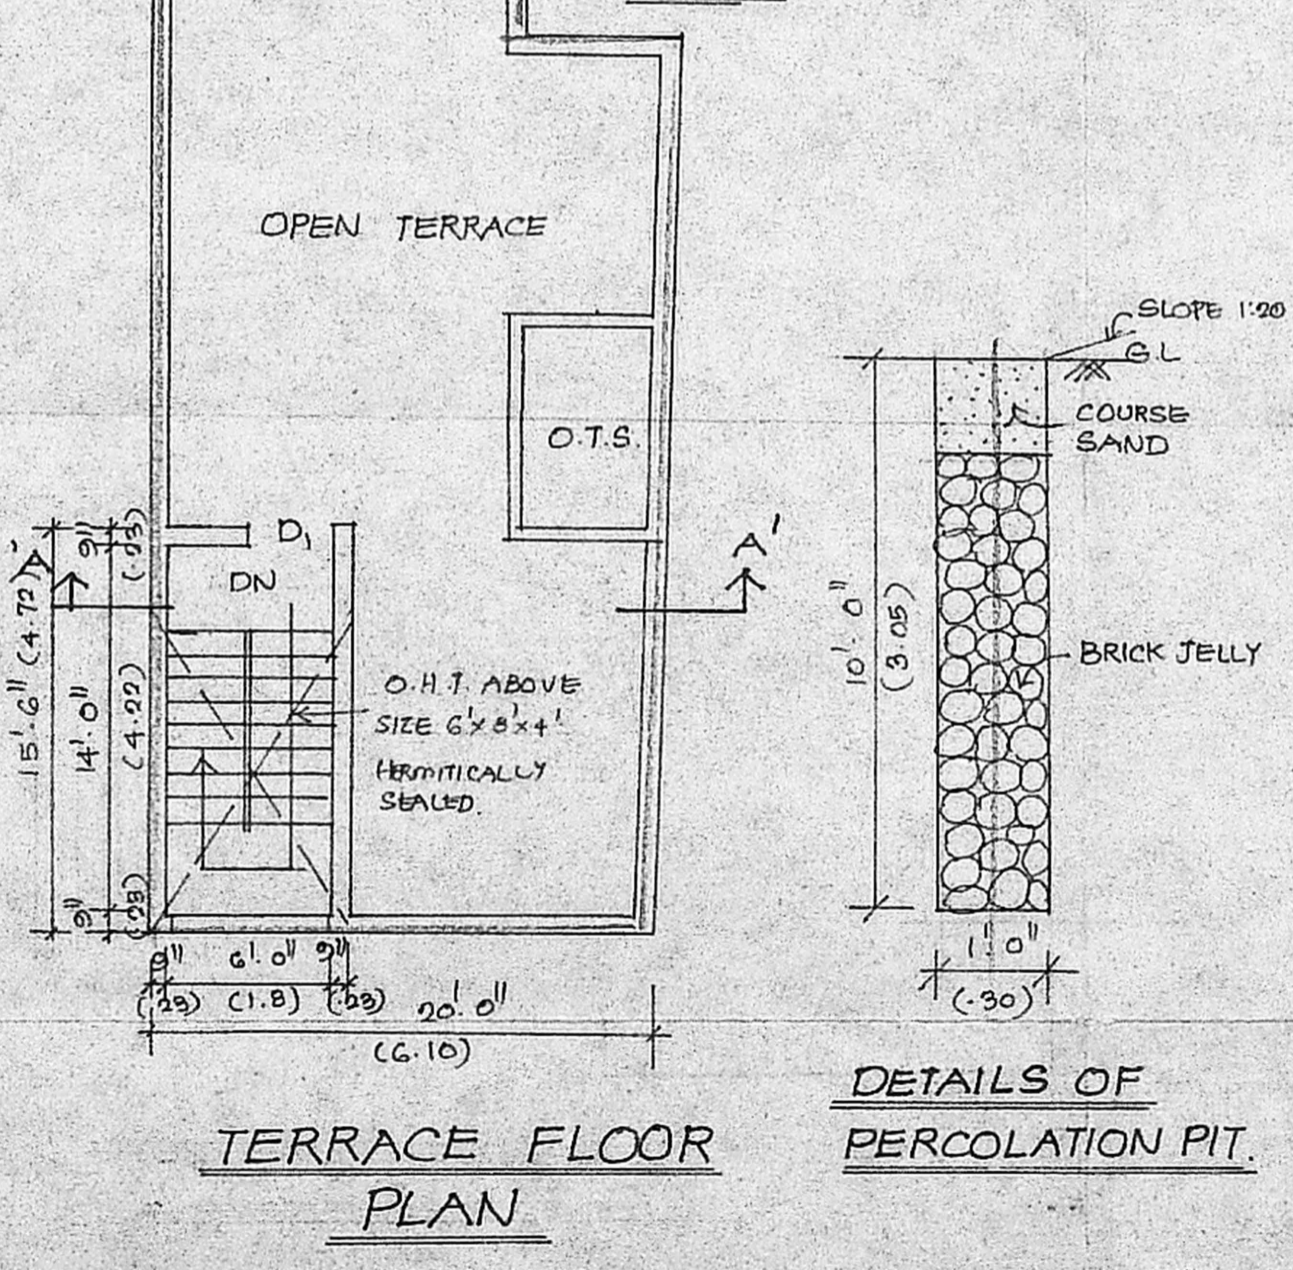 OPEN TERRACE
O.T.S.
D1
DN
A'
A'
O.H.T. ABOVE
SIZE 6'x8'x4'
HERMITICALLY
SEALED.
15'.6" (4.72)
9"
(.23)
14'.0"
(4.22)
9"
(.23)
9" 6'.0" 9"
(.23) (1.8) (.23)
20'.0"
(6.10)
TERRACE FLOOR
PLAN
SLOPE 1:20
G.L
COURSE
SAND
10'.0"
(3.05)
BRICK JELLY
1'.0"
(.30)
DETAILS OF
PERCOLATION PIT.